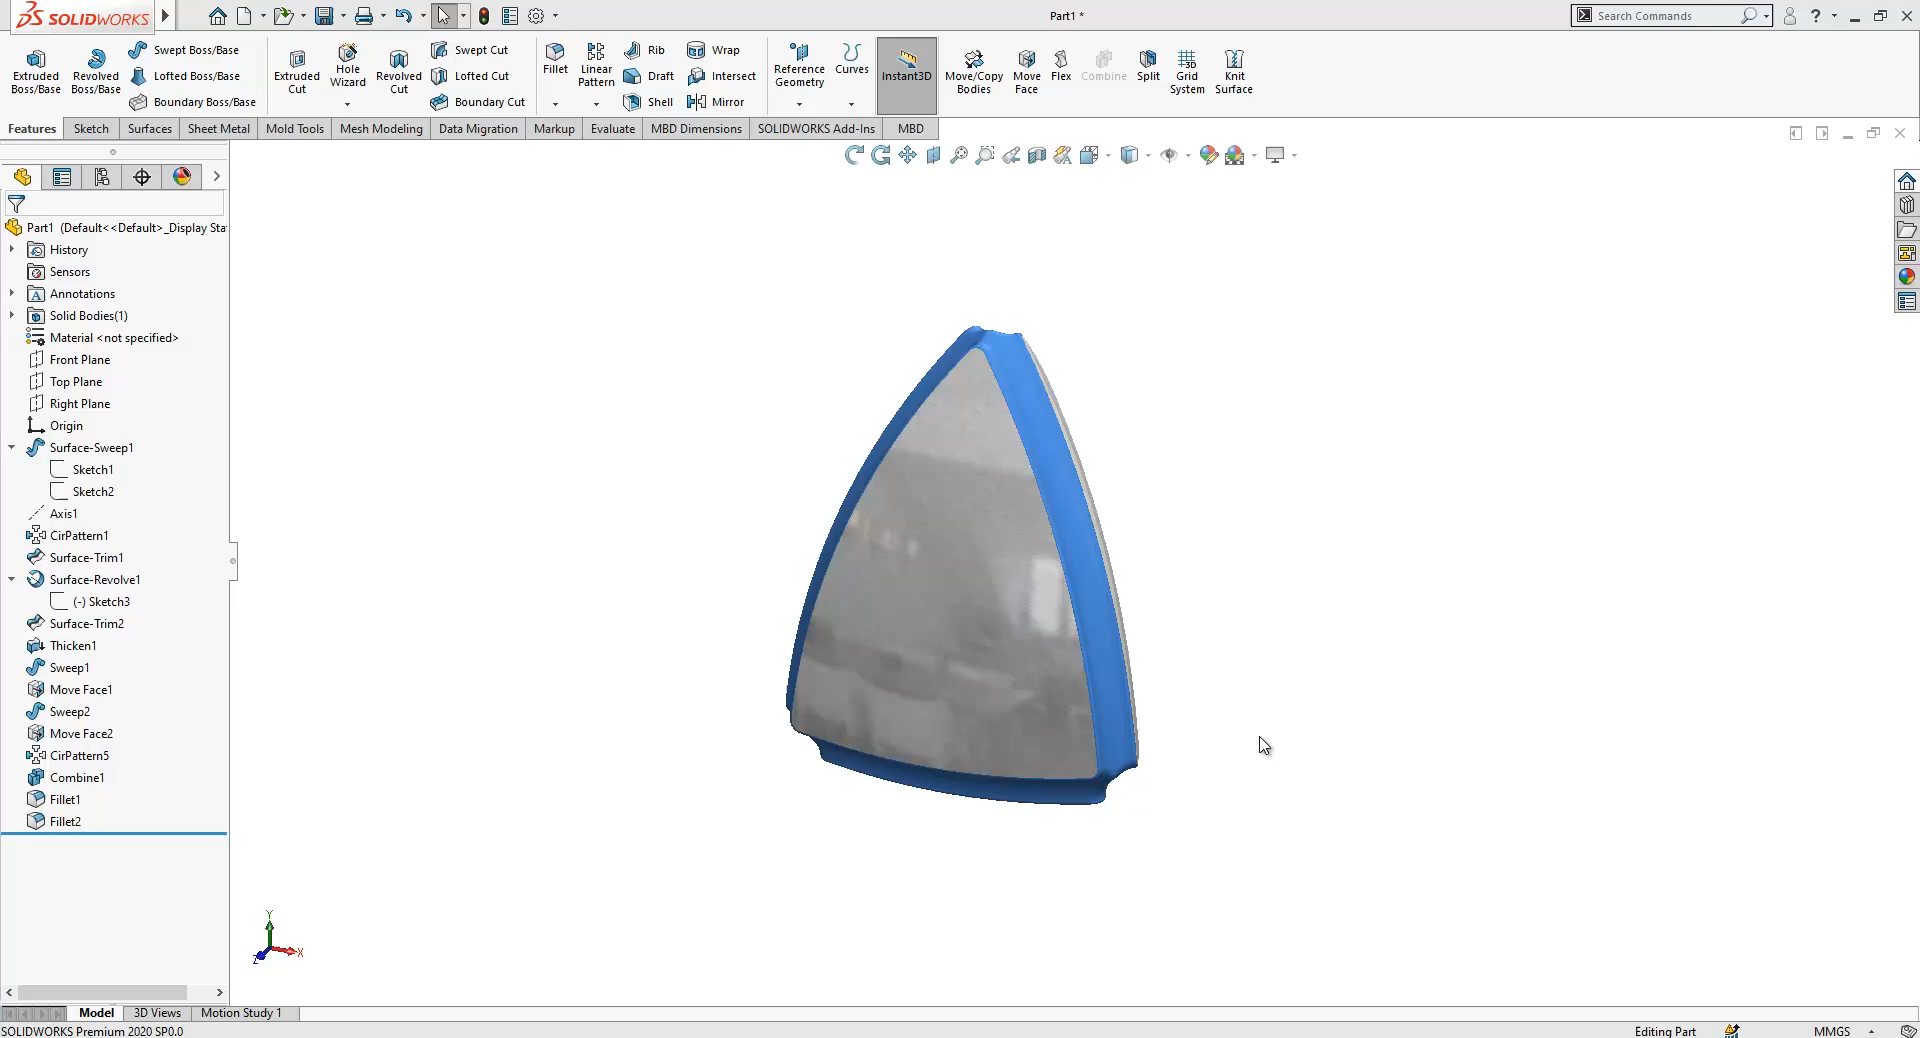 SOLIDWORKS
Part1 *
Search Commands
?
Extruded Boss/Base
Revolved Boss/Base
Swept Boss/Base
Lofted Boss/Base
Boundary Boss/Base
Extruded Cut
Hole Wizard
Revolved Cut
Swept Cut
Lofted Cut
Boundary Cut
Fillet
Linear Pattern
Rib
Draft
Shell
Wrap
Intersect
Mirror
Reference Geometry
Curves
Instant3D
Move/Copy Bodies
Move Face
Flex
Combine
Split
Grid System
Knit Surface
Features
Sketch
Surfaces
Sheet Metal
Mold Tools
Mesh Modeling
Data Migration
Markup
Evaluate
MBD Dimensions
SOLIDWORKS Add-Ins
MBD
Part1 (Default<<Default>_Display Sta
History
Sensors
Annotations
Solid Bodies(1)
Material <not specified>
Front Plane
Top Plane
Right Plane
Origin
Surface-Sweep1
Sketch1
Sketch2
Axis1
CirPattern1
Surface-Trim1
Surface-Revolve1
(-) Sketch3
Surface-Trim2
Thicken1
Sweep1
Move Face1
Sweep2
Move Face2
CirPattern5
Combine1
Fillet1
Fillet2
Y
X
Z
Model
3D Views
Motion Study 1
SOLIDWORKS Premium 2020 SP0.0
Editing Part
MMGS